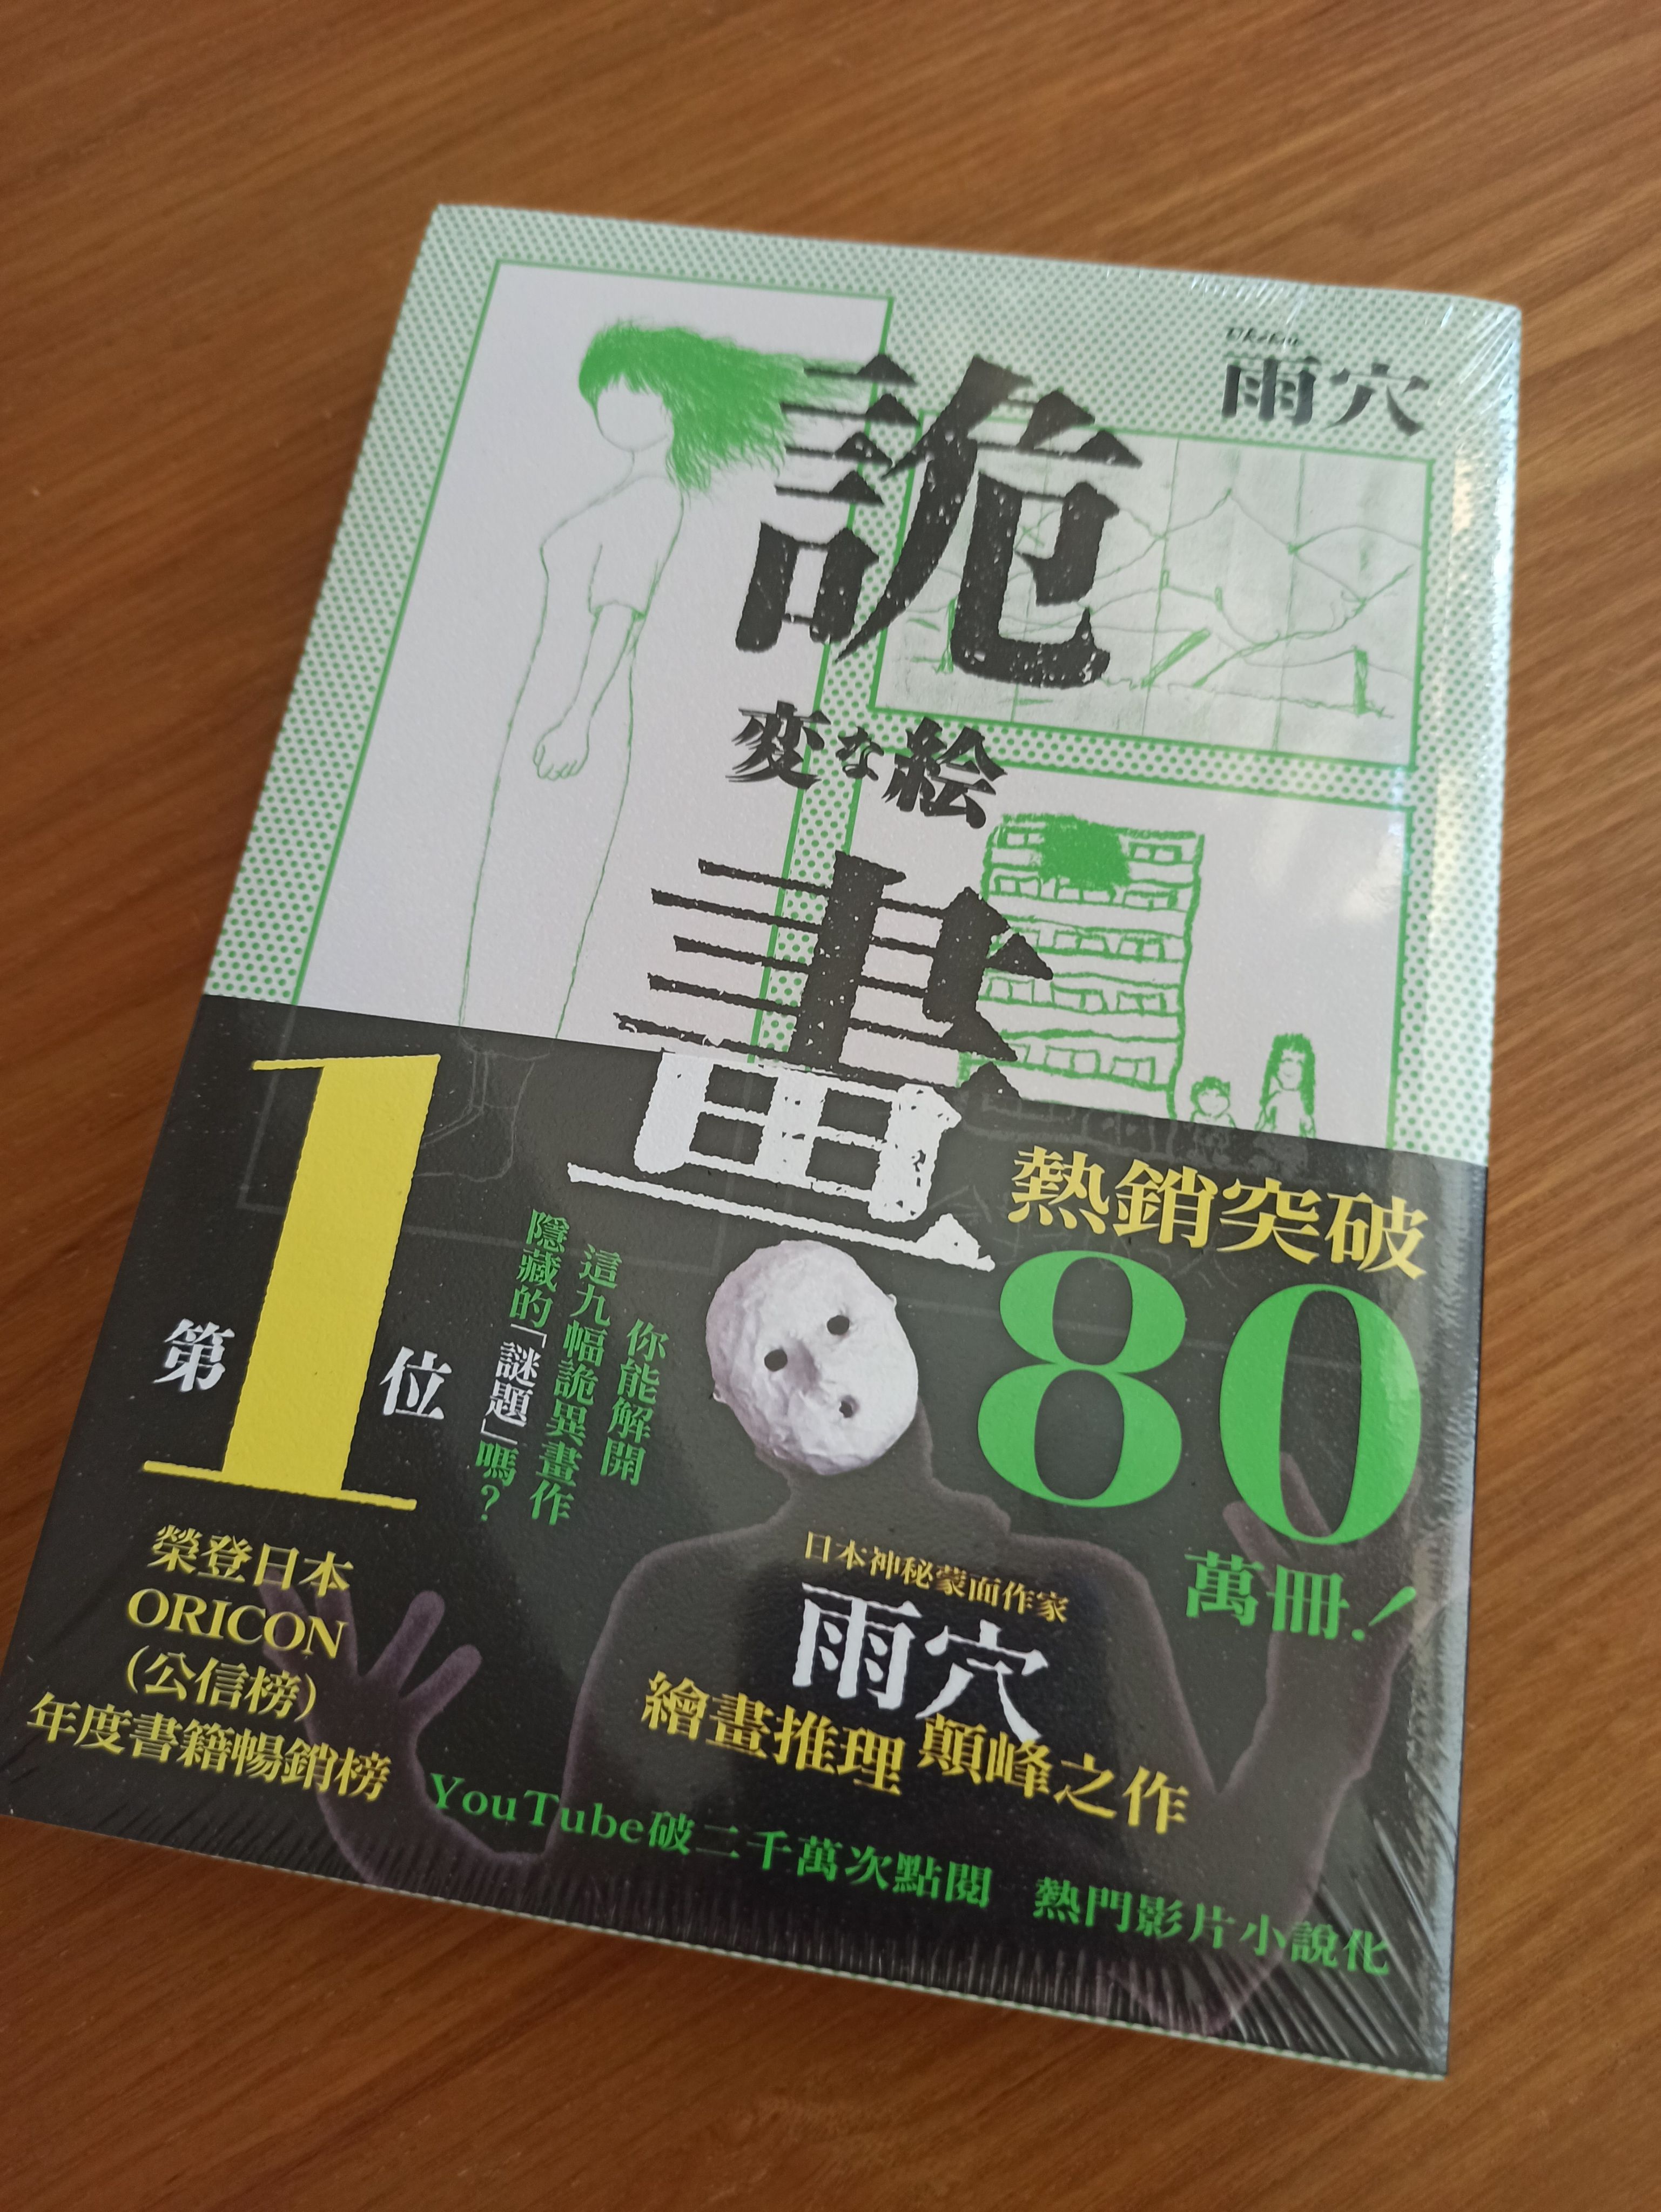 雨穴
詭
変な絵
畫
熱銷突破
80
萬冊！
第1位
榮登日本
ORICON
(公信榜)
年度書籍暢銷榜
你能解開
這九幅詭異畫作
隱藏的「謎題」嗎？
日本神秘蒙面作家
雨穴
繪畫推理 顛峰之作
YouTube破二千萬次點閱 熱門影片小說化